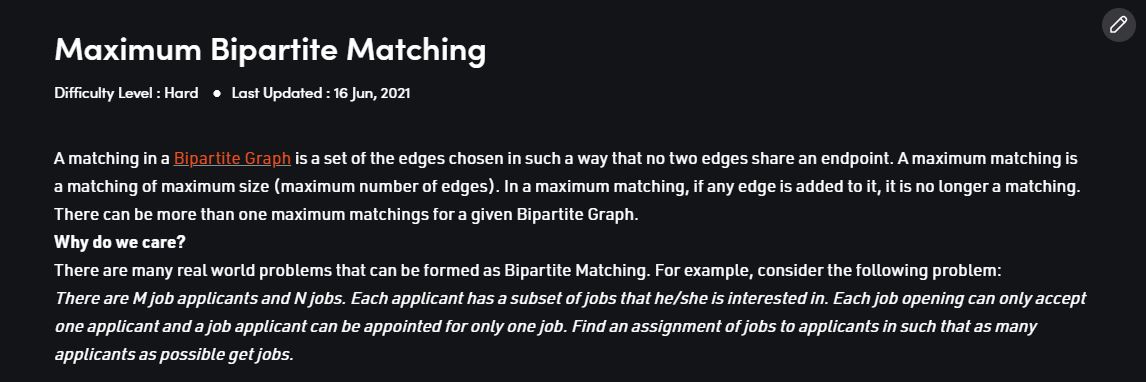 Maximum Bipartite Matching
Difficulty Level : Hard ● Last Updated : 16 Jun, 2021
A matching in a Bipartite Graph is a set of the edges chosen in such a way that no two edges share an endpoint. A maximum matching is
a matching of maximum size (maximum number of edges). In a maximum matching, if any edge is added to it, it is no longer a matching.
There can be more than one maximum matchings for a given Bipartite Graph.
Why do we care?
There are many real world problems that can be formed as Bipartite Matching. For example, consider the following problem:
There are M job applicants and N jobs. Each applicant has a subset of jobs that he/she is interested in. Each job opening can only accept
one applicant and a job applicant can be appointed for only one job. Find an assignment of jobs to applicants in such that as many
applicants as possible get jobs.